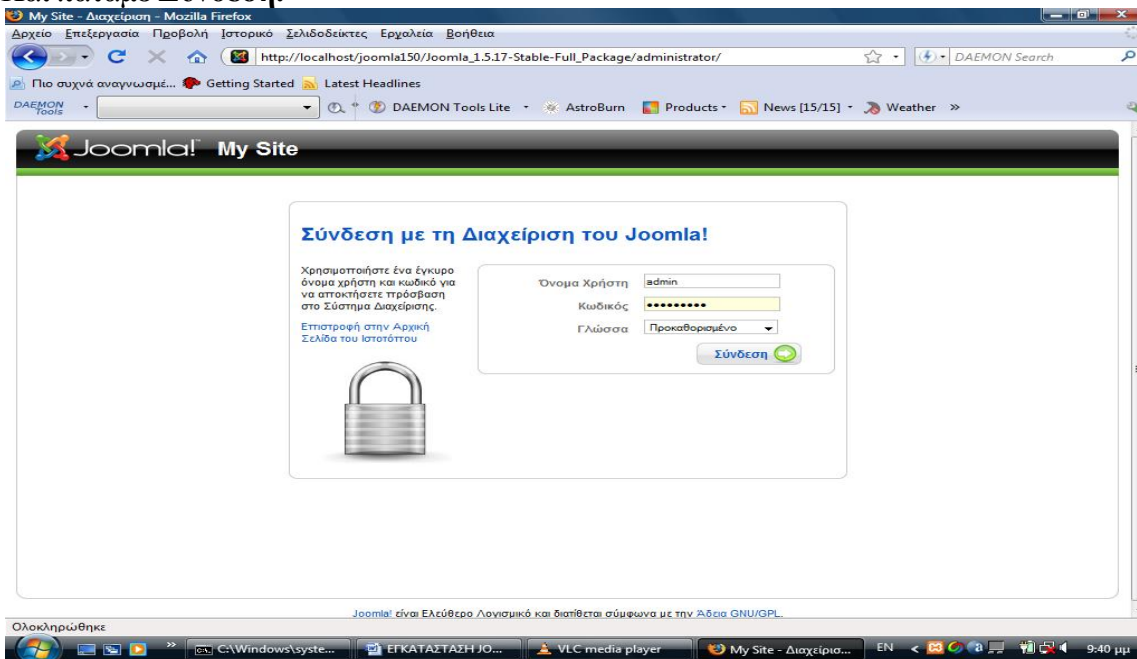 My Site - Διαχείριση - Mozilla Firefox
Αρχείο Επεξεργασία Προβολή Ιστορικό Σελιδοδείκτες Εργαλεία Βοήθεια
http://localhost/joomla150/Joomla_1.5.17-Stable-Full_Package/administrator/ DAEMON Search
Πιο συχνά αναγνωσμέ... Getting Started Latest Headlines
DAEMON Tools DAEMON Tools Lite AstroBurn Products News [15/15] Weather »
Joomla! My Site
Σύνδεση με τη Διαχείριση του Joomla!
Χρησιμοποιήστε ένα έγκυρο
όνομα χρήστη και κωδικό για
να αποκτήσετε πρόσβαση
στο Σύστημα Διαχείρισης.
Επιστροφή στην Αρχική
Σελίδα του Ιστοτόπου
Όνομα Χρήστη admin
Κωδικός •••••••••
Γλώσσα Προκαθορισμένο
Σύνδεση
Joomla! είναι Ελεύθερο Λογισμικό και διατίθεται σύμφωνα με την Άδεια GNU/GPL.
Ολοκληρώθηκε
» C:\Windows\syste... ΕΓΚΑΤΑΣΤΑΣΗ JO... VLC media player My Site - Διαχείρισ... EN < 9:40 μμ